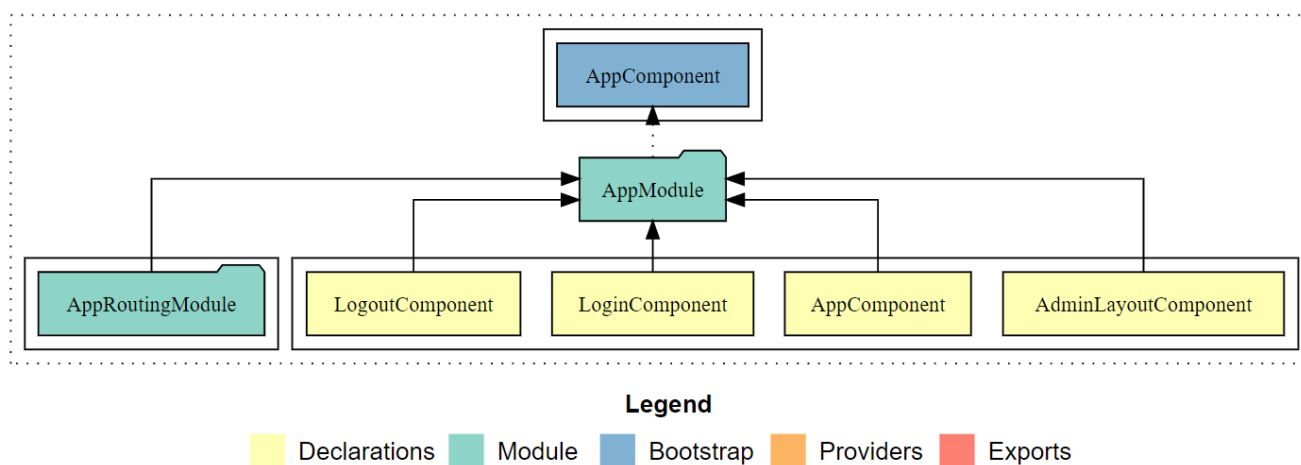 AppComponent
AppModule
AppRoutingModule
LogoutComponent
LoginComponent
AppComponent
AdminLayoutComponent
Legend
Declarations
Module
Bootstrap
Providers
Exports